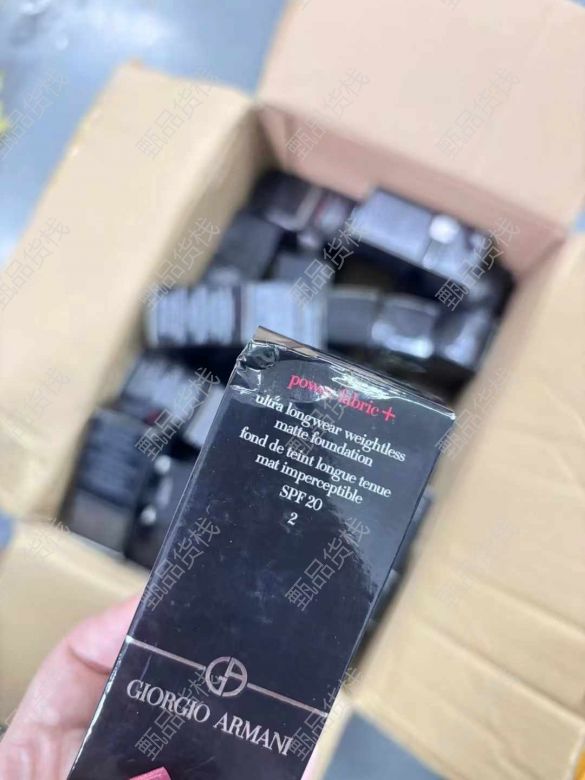 power fabric+
ultra longwear weightless
matte foundation
fond de teint longue tenue
mat imperceptible
SPF 20
2
GA
GIORGIO ARMANI
甄品货栈